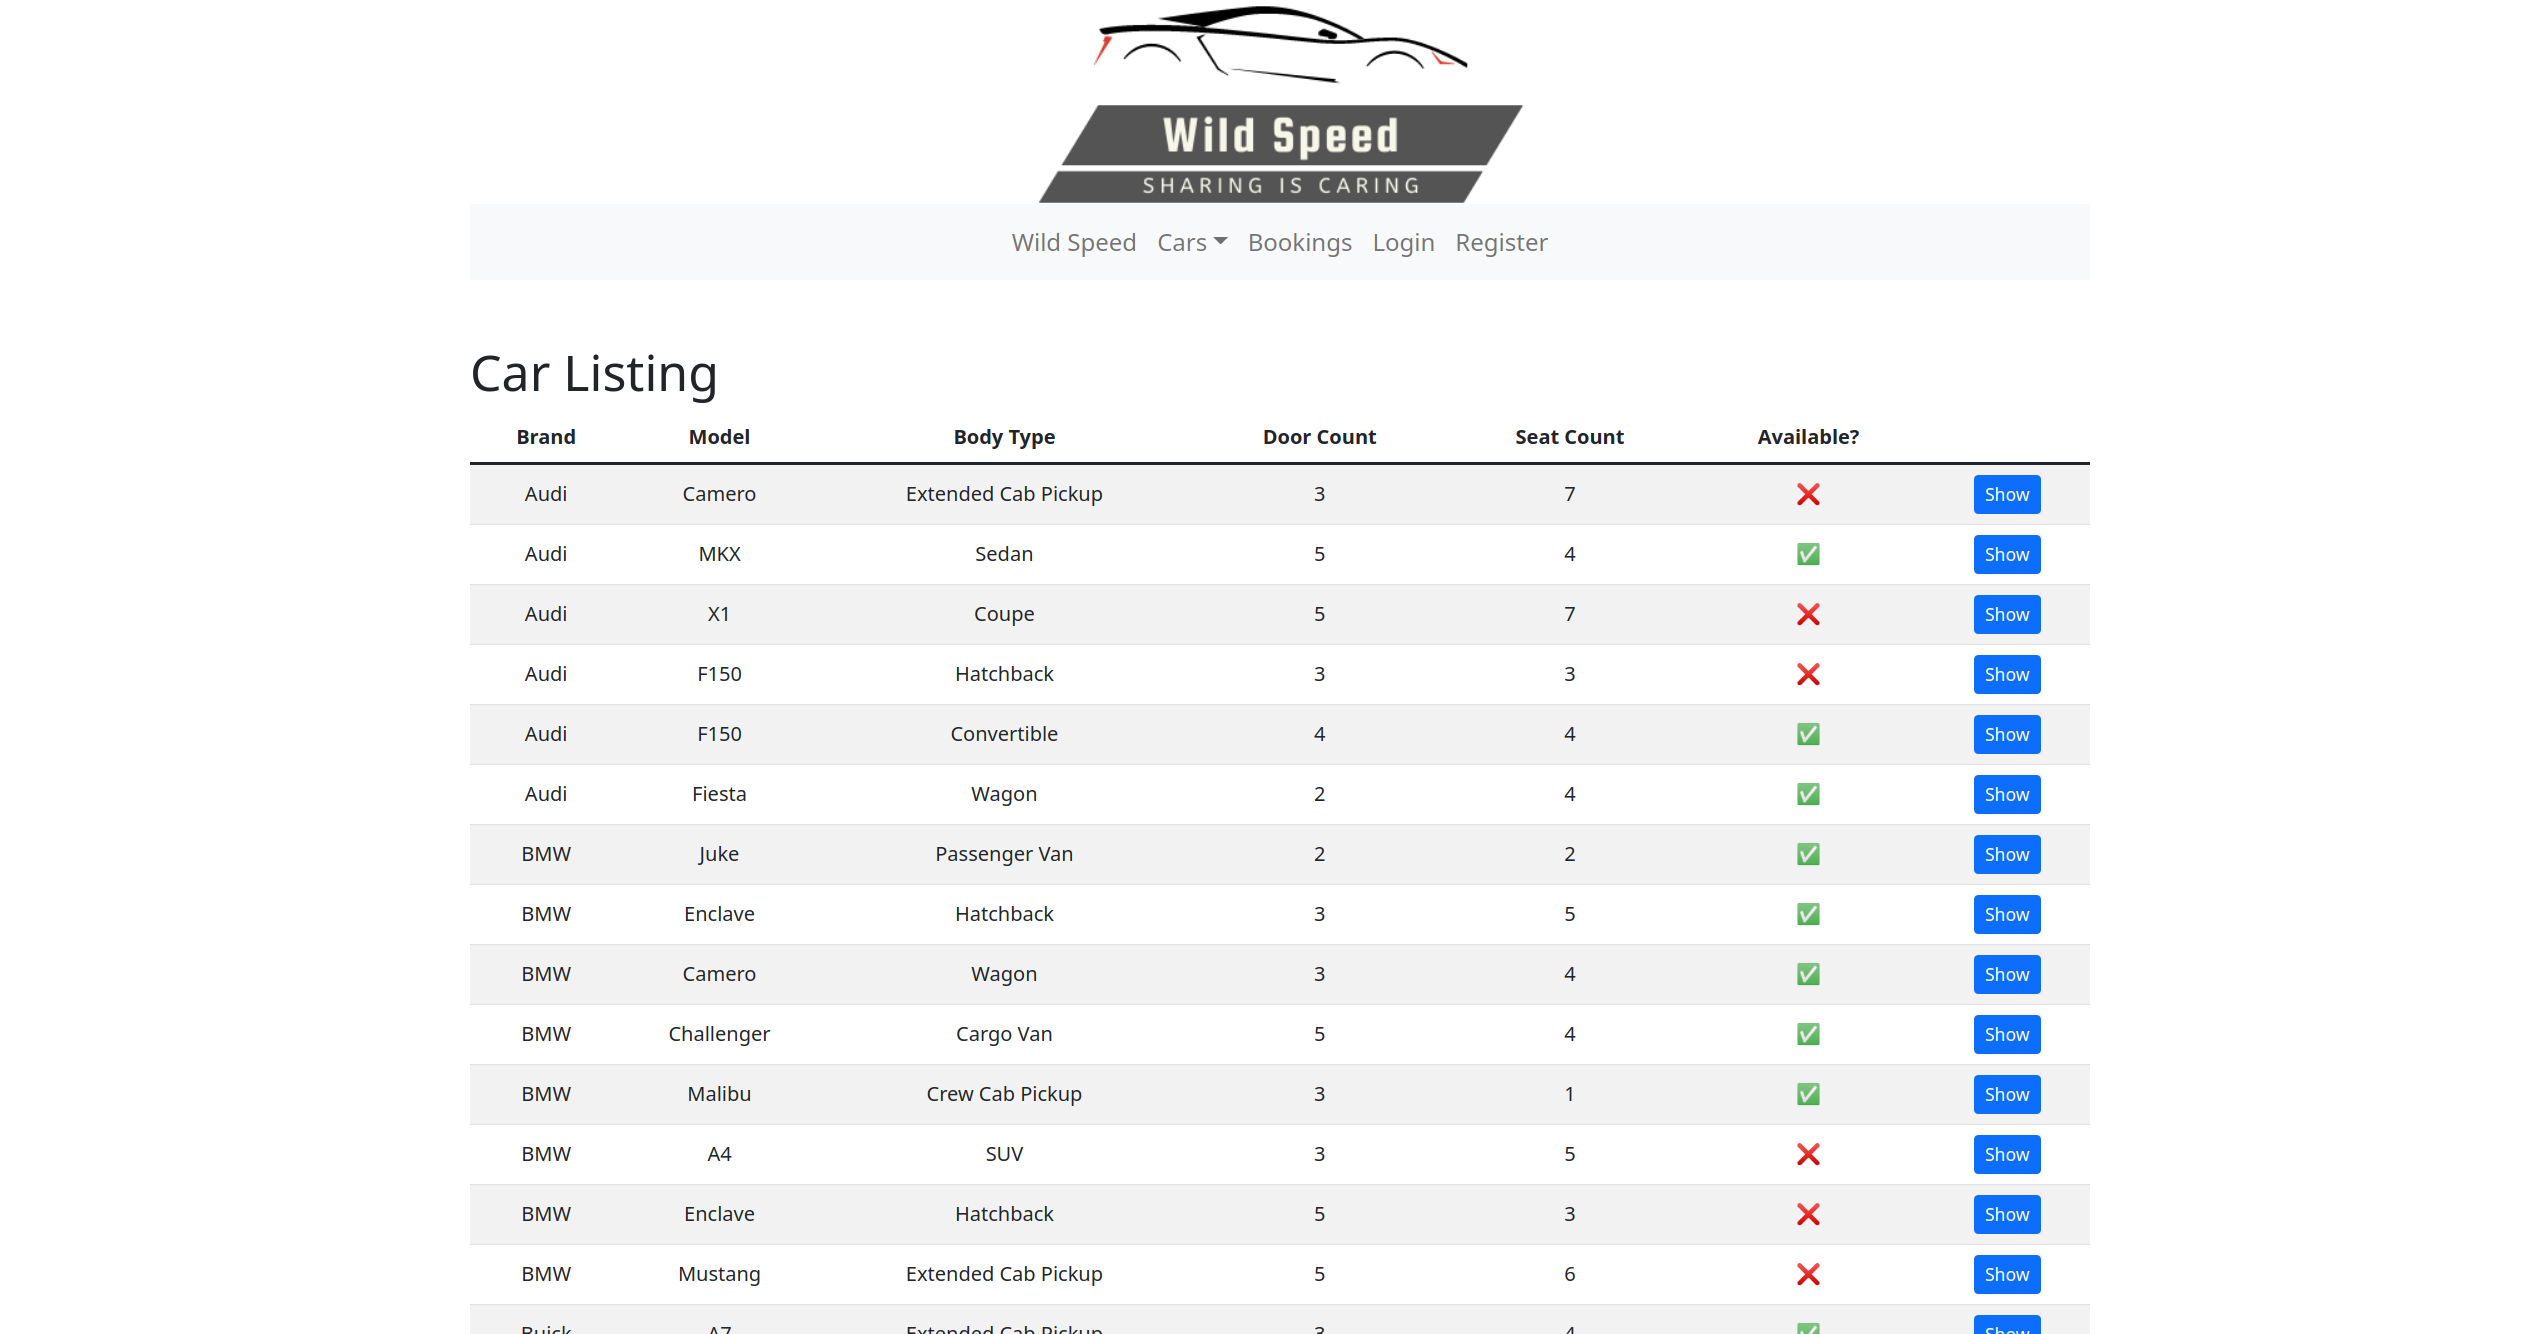 Wild Speed
SHARING IS CARING
Wild Speed Cars Bookings Login Register
Car Listing
Brand Model Body Type Door Count Seat Count Available?
Audi Camero Extended Cab Pickup 3 7 ❌ Show
Audi MKX Sedan 5 4 ✅ Show
Audi X1 Coupe 5 7 ❌ Show
Audi F150 Hatchback 3 3 ❌ Show
Audi F150 Convertible 4 4 ✅ Show
Audi Fiesta Wagon 2 4 ✅ Show
BMW Juke Passenger Van 2 2 ✅ Show
BMW Enclave Hatchback 3 5 ✅ Show
BMW Camero Wagon 3 4 ✅ Show
BMW Challenger Cargo Van 5 4 ✅ Show
BMW Malibu Crew Cab Pickup 3 1 ✅ Show
BMW A4 SUV 3 5 ❌ Show
BMW Enclave Hatchback 5 3 ❌ Show
BMW Mustang Extended Cab Pickup 5 6 ❌ Show
Buick A7 Extended Cab Pickup 3 4 ✅ Show